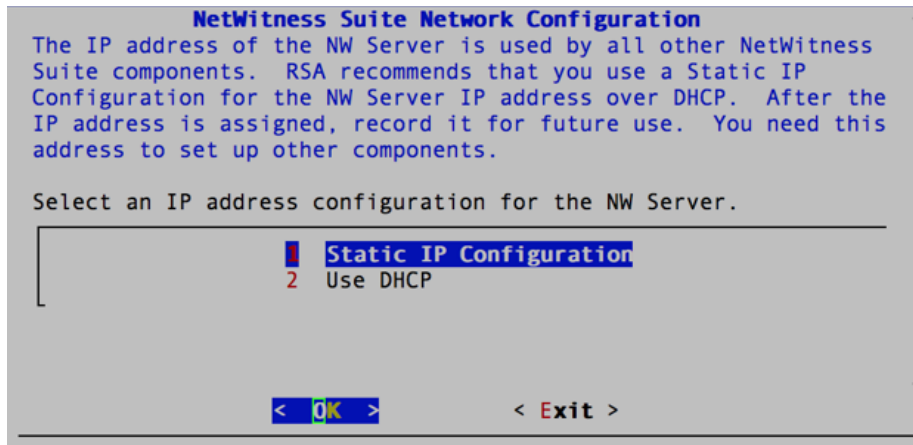 NetWitness Suite Network Configuration
The IP address of the NW Server is used by all other NetWitness
Suite components.  RSA recommends that you use a Static IP
Configuration for the NW Server IP address over DHCP.  After the
IP address is assigned, record it for future use.  You need this
address to set up other components.
Select an IP address configuration for the NW Server.
1 Static IP Configuration
2 Use DHCP
< OK > < Exit >